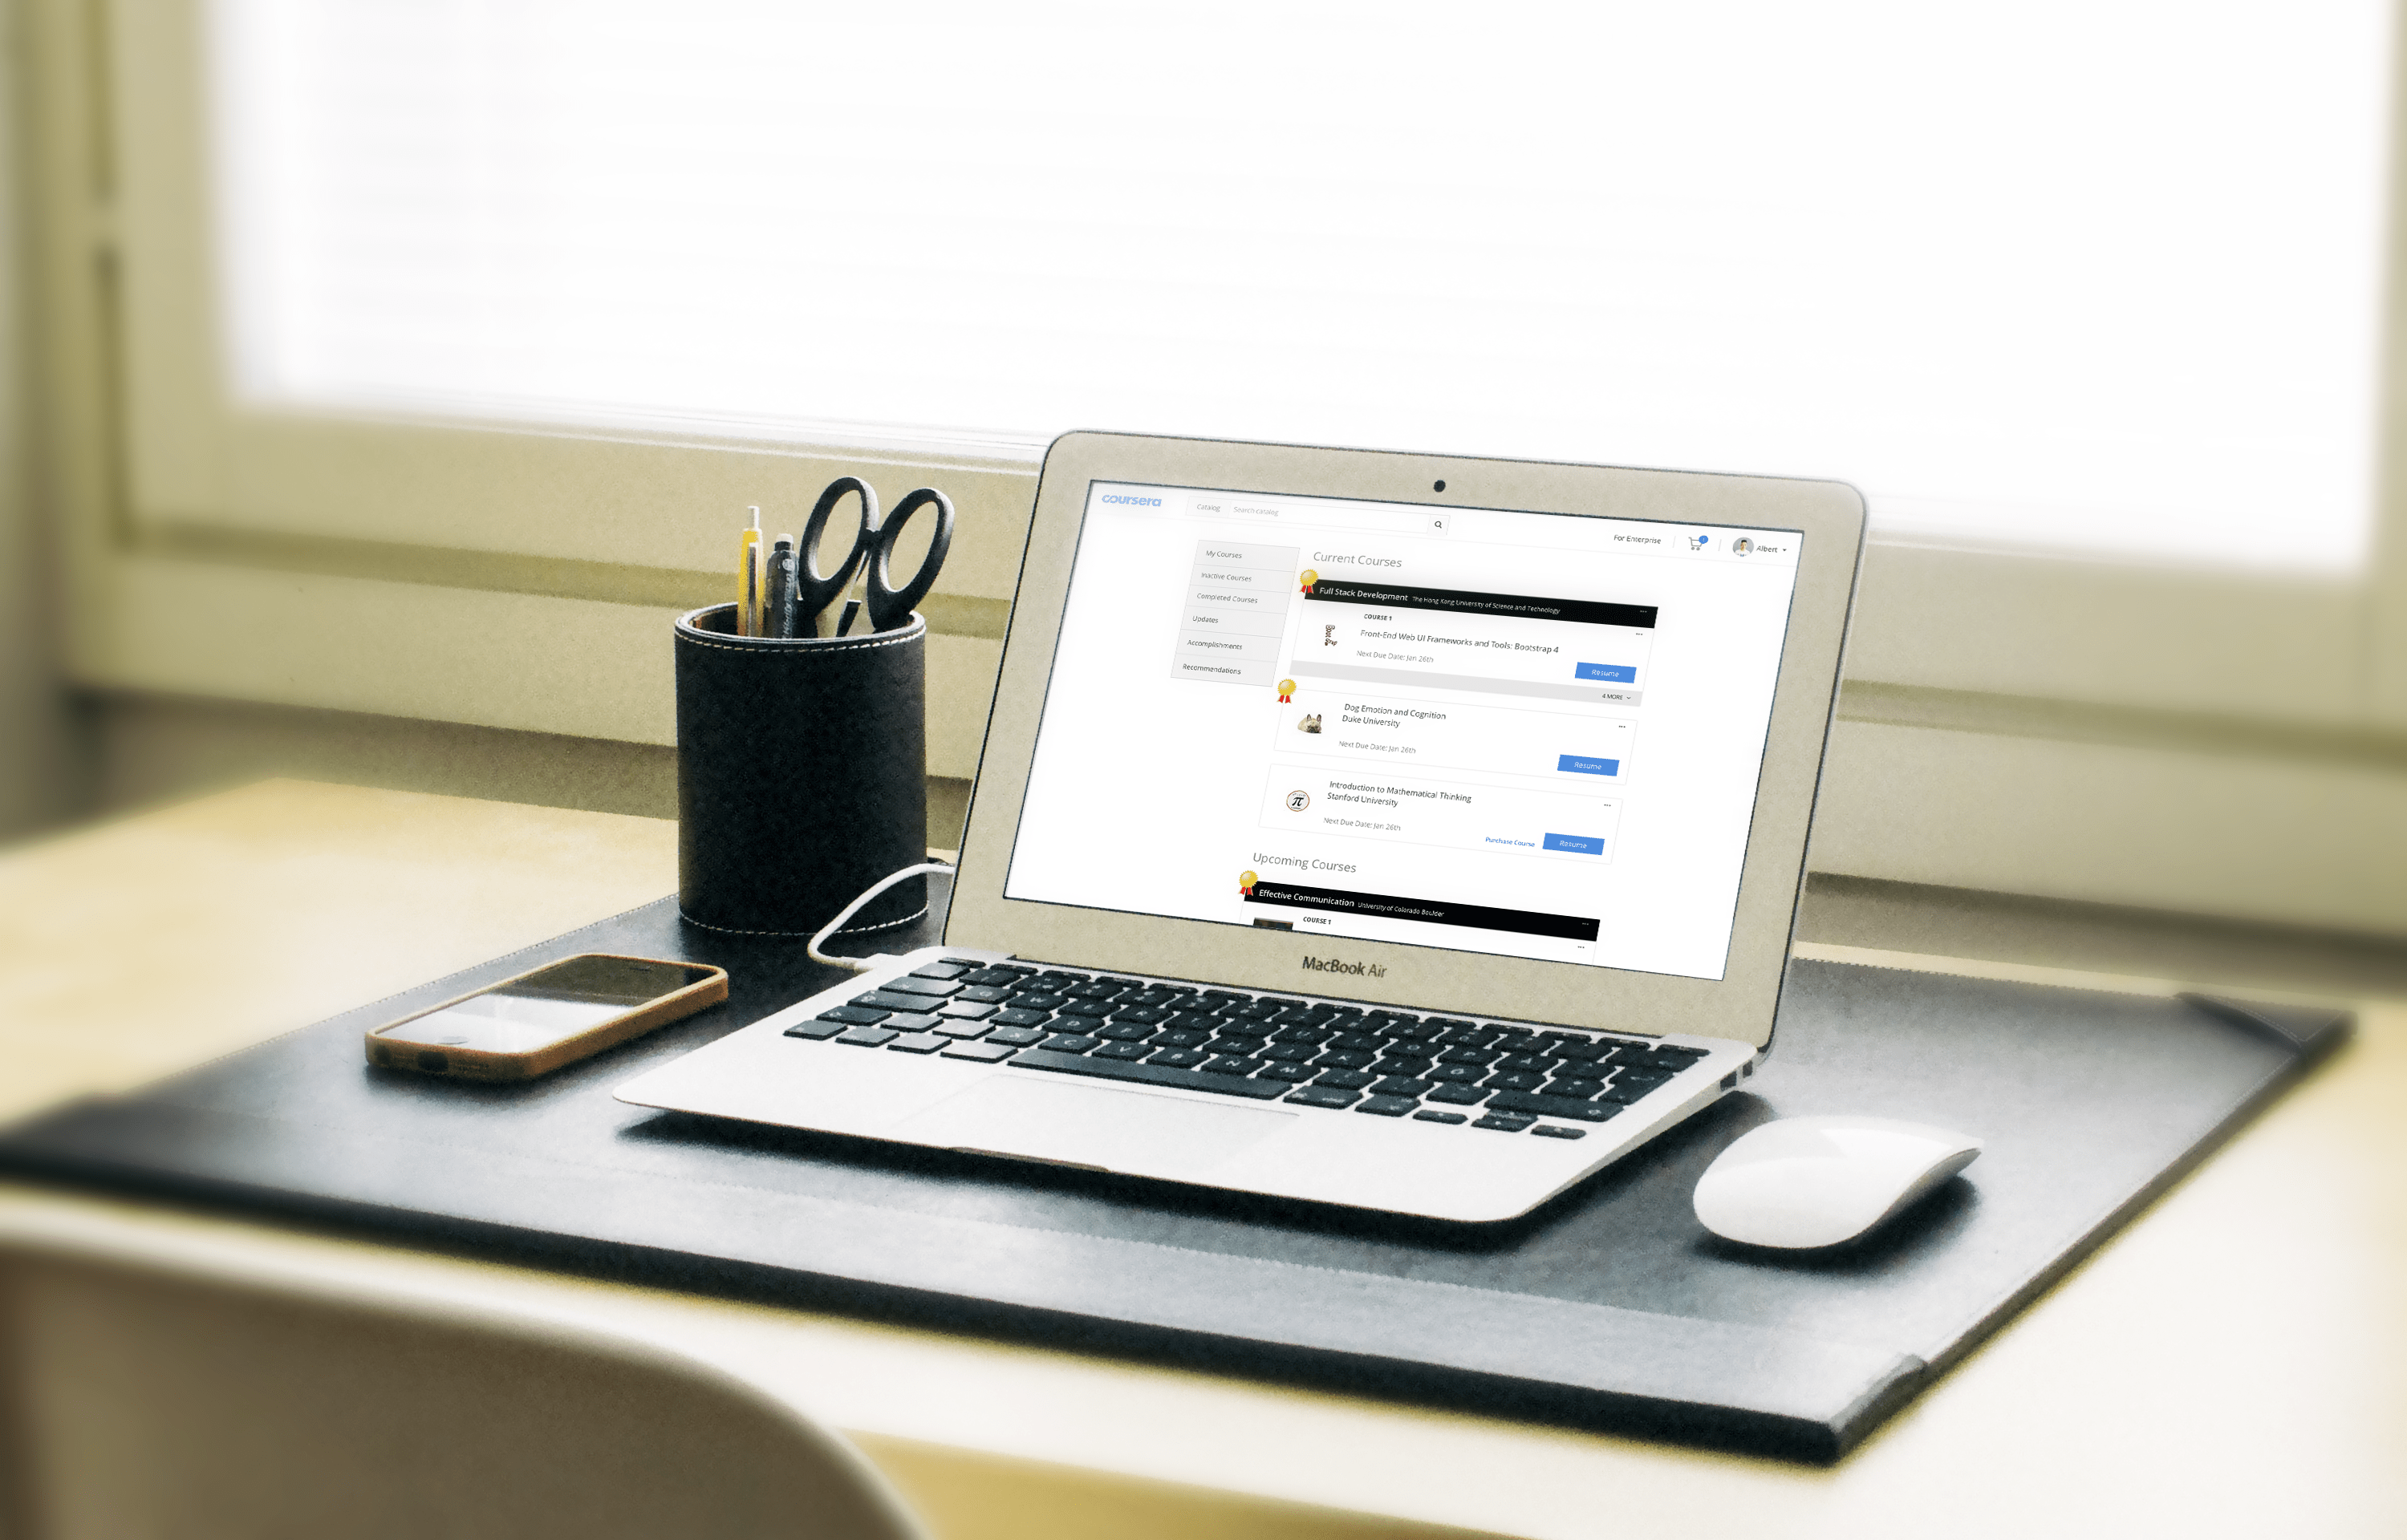 coursera
Catalog
Search catalog
For Enterprise
1
Albert
My Courses
Inactive Courses
Completed Courses
Updates
Accomplishments
Recommendations
Current Courses
Full Stack Development The Hong Kong University of Science and Technology
COURSE 1
Front-End Web UI Frameworks and Tools: Bootstrap 4
Next Due Date: Jan 26th
Resume
4 MORE
Dog Emotion and Cognition
Duke University
Next Due Date: Jan 26th
Resume
Introduction to Mathematical Thinking
Stanford University
π
Next Due Date: Jan 26th
Purchase Course
Resume
Upcoming Courses
Effective Communication University of Colorado Boulder
COURSE 1
MacBook Air